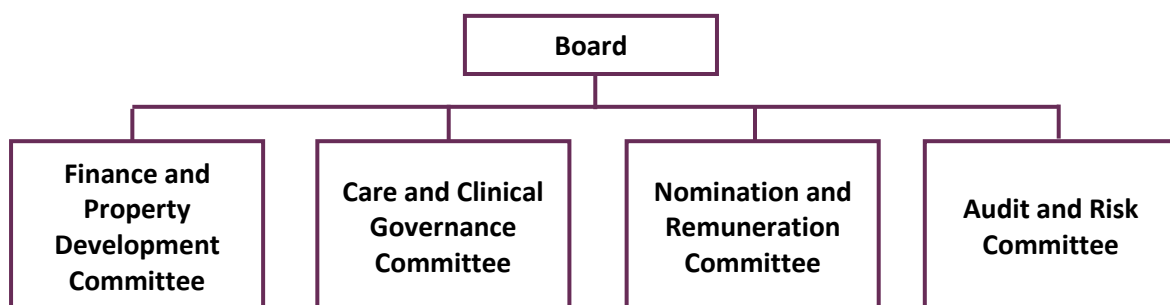 Board
Finance and
Property
Development
Committee
Care and Clinical
Governance
Committee
Nomination and
Remuneration
Committee
Audit and Risk
Committee